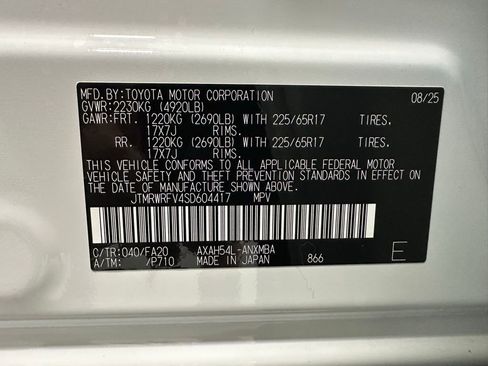 MFD.BY:TOYOTA MOTOR CORPORATION 08/25
GVWR:2230KG (4920LB)
GAWR:FRT. 1220KG (2690LB) WITH 225/65R17 TIRES.
17X7J RIMS.
RR. 1220KG (2690LB) WITH 225/65R17 TIRES.
17X7J RIMS.
THIS VEHICLE CONFORMS TO ALL APPLICABLE FEDERAL MOTOR
VEHICLE SAFETY AND THEFT PREVENTION STANDARDS IN EFFECT
ON THE DATE OF MANUFACTURE SHOWN ABOVE.
JTMRWRFV4SD604417 MPV
C/TR:040/FA20 AXAH54L-ANXMBA
A/TM: /P710 MADE IN JAPAN 866 E